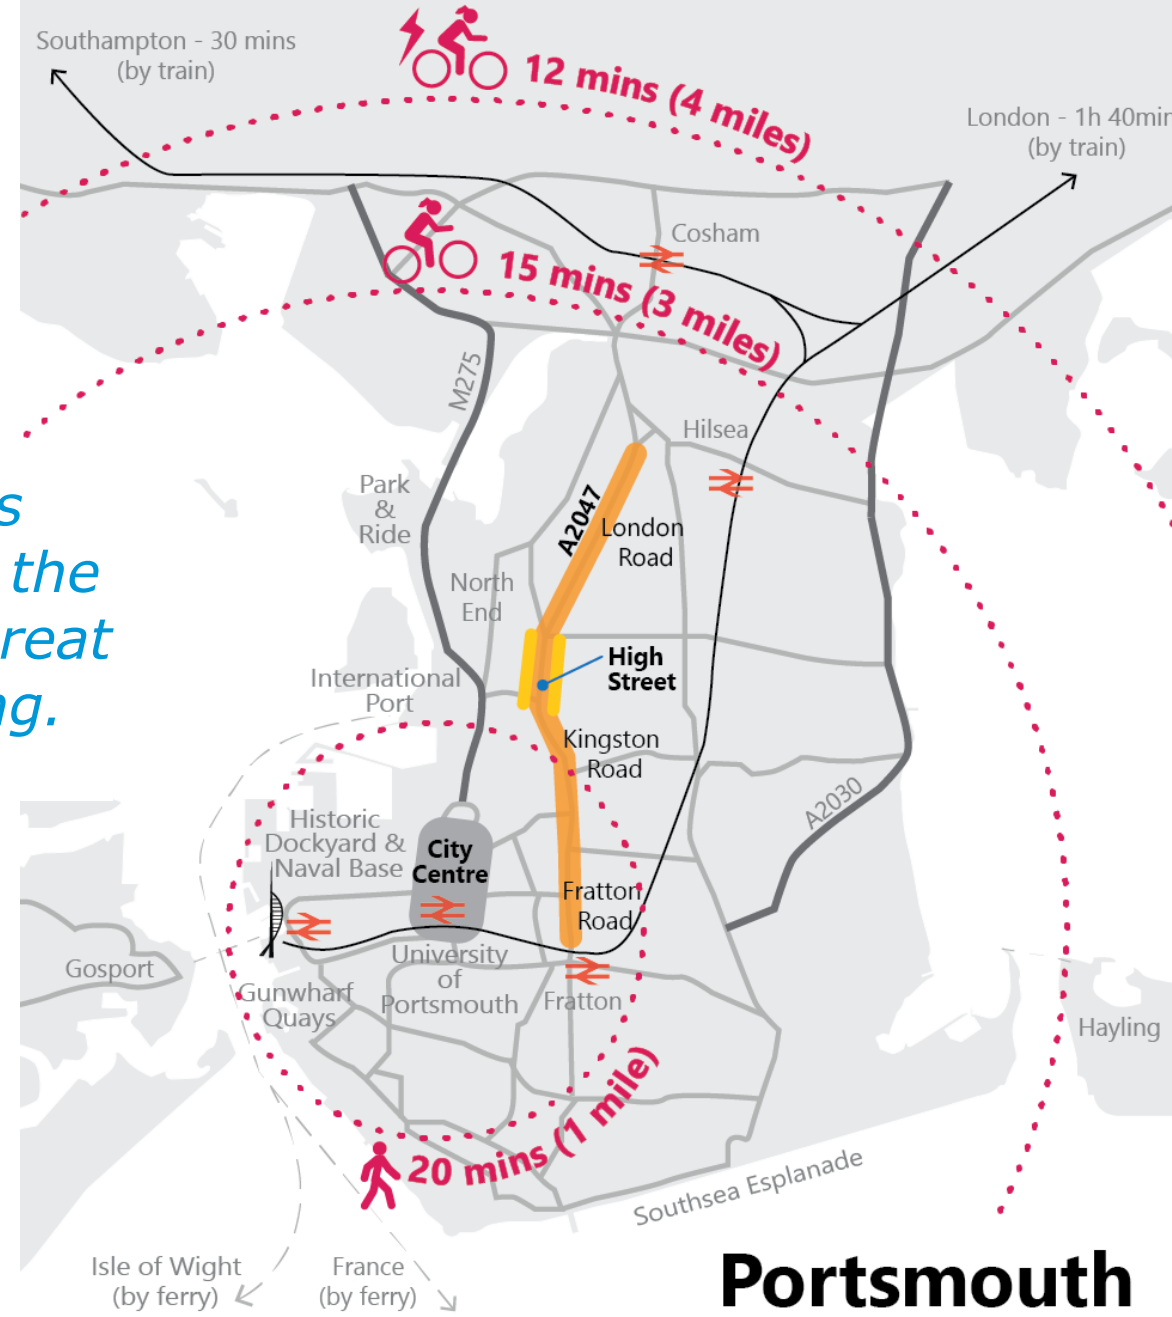 Southampton - 30 mins
(by train)
12 mins (4 miles)
London - 1h 40min
(by train)
Cosham
15 mins (3 miles)
M275
Hilsea
Park
&
Ride
A2047
London
Road
the
reat
North
End
High
Street
International
Port
Kingston
Road
A2030
Historic
Dockyard &
Naval Base
City
Centre
Fratton
Road
Gosport
University
of
Portsmouth
Fratton
Gunwharf
Quays
Hayling
20 mins (1 mile)
Southsea Esplanade
Isle of Wight
(by ferry)
France
(by ferry)
Portsmouth